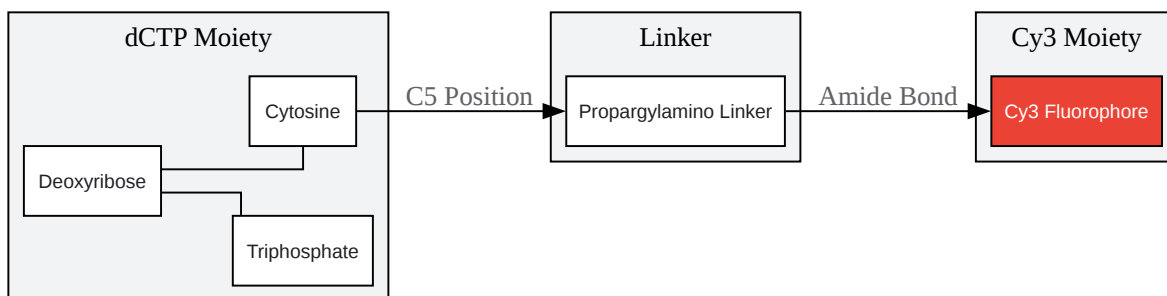 dCTP Moiety
Linker
Cy3 Moiety
Cytosine
C5 Position
Propargylamino Linker
Amide Bond
Cy3 Fluorophore
Deoxyribose
Triphosphate